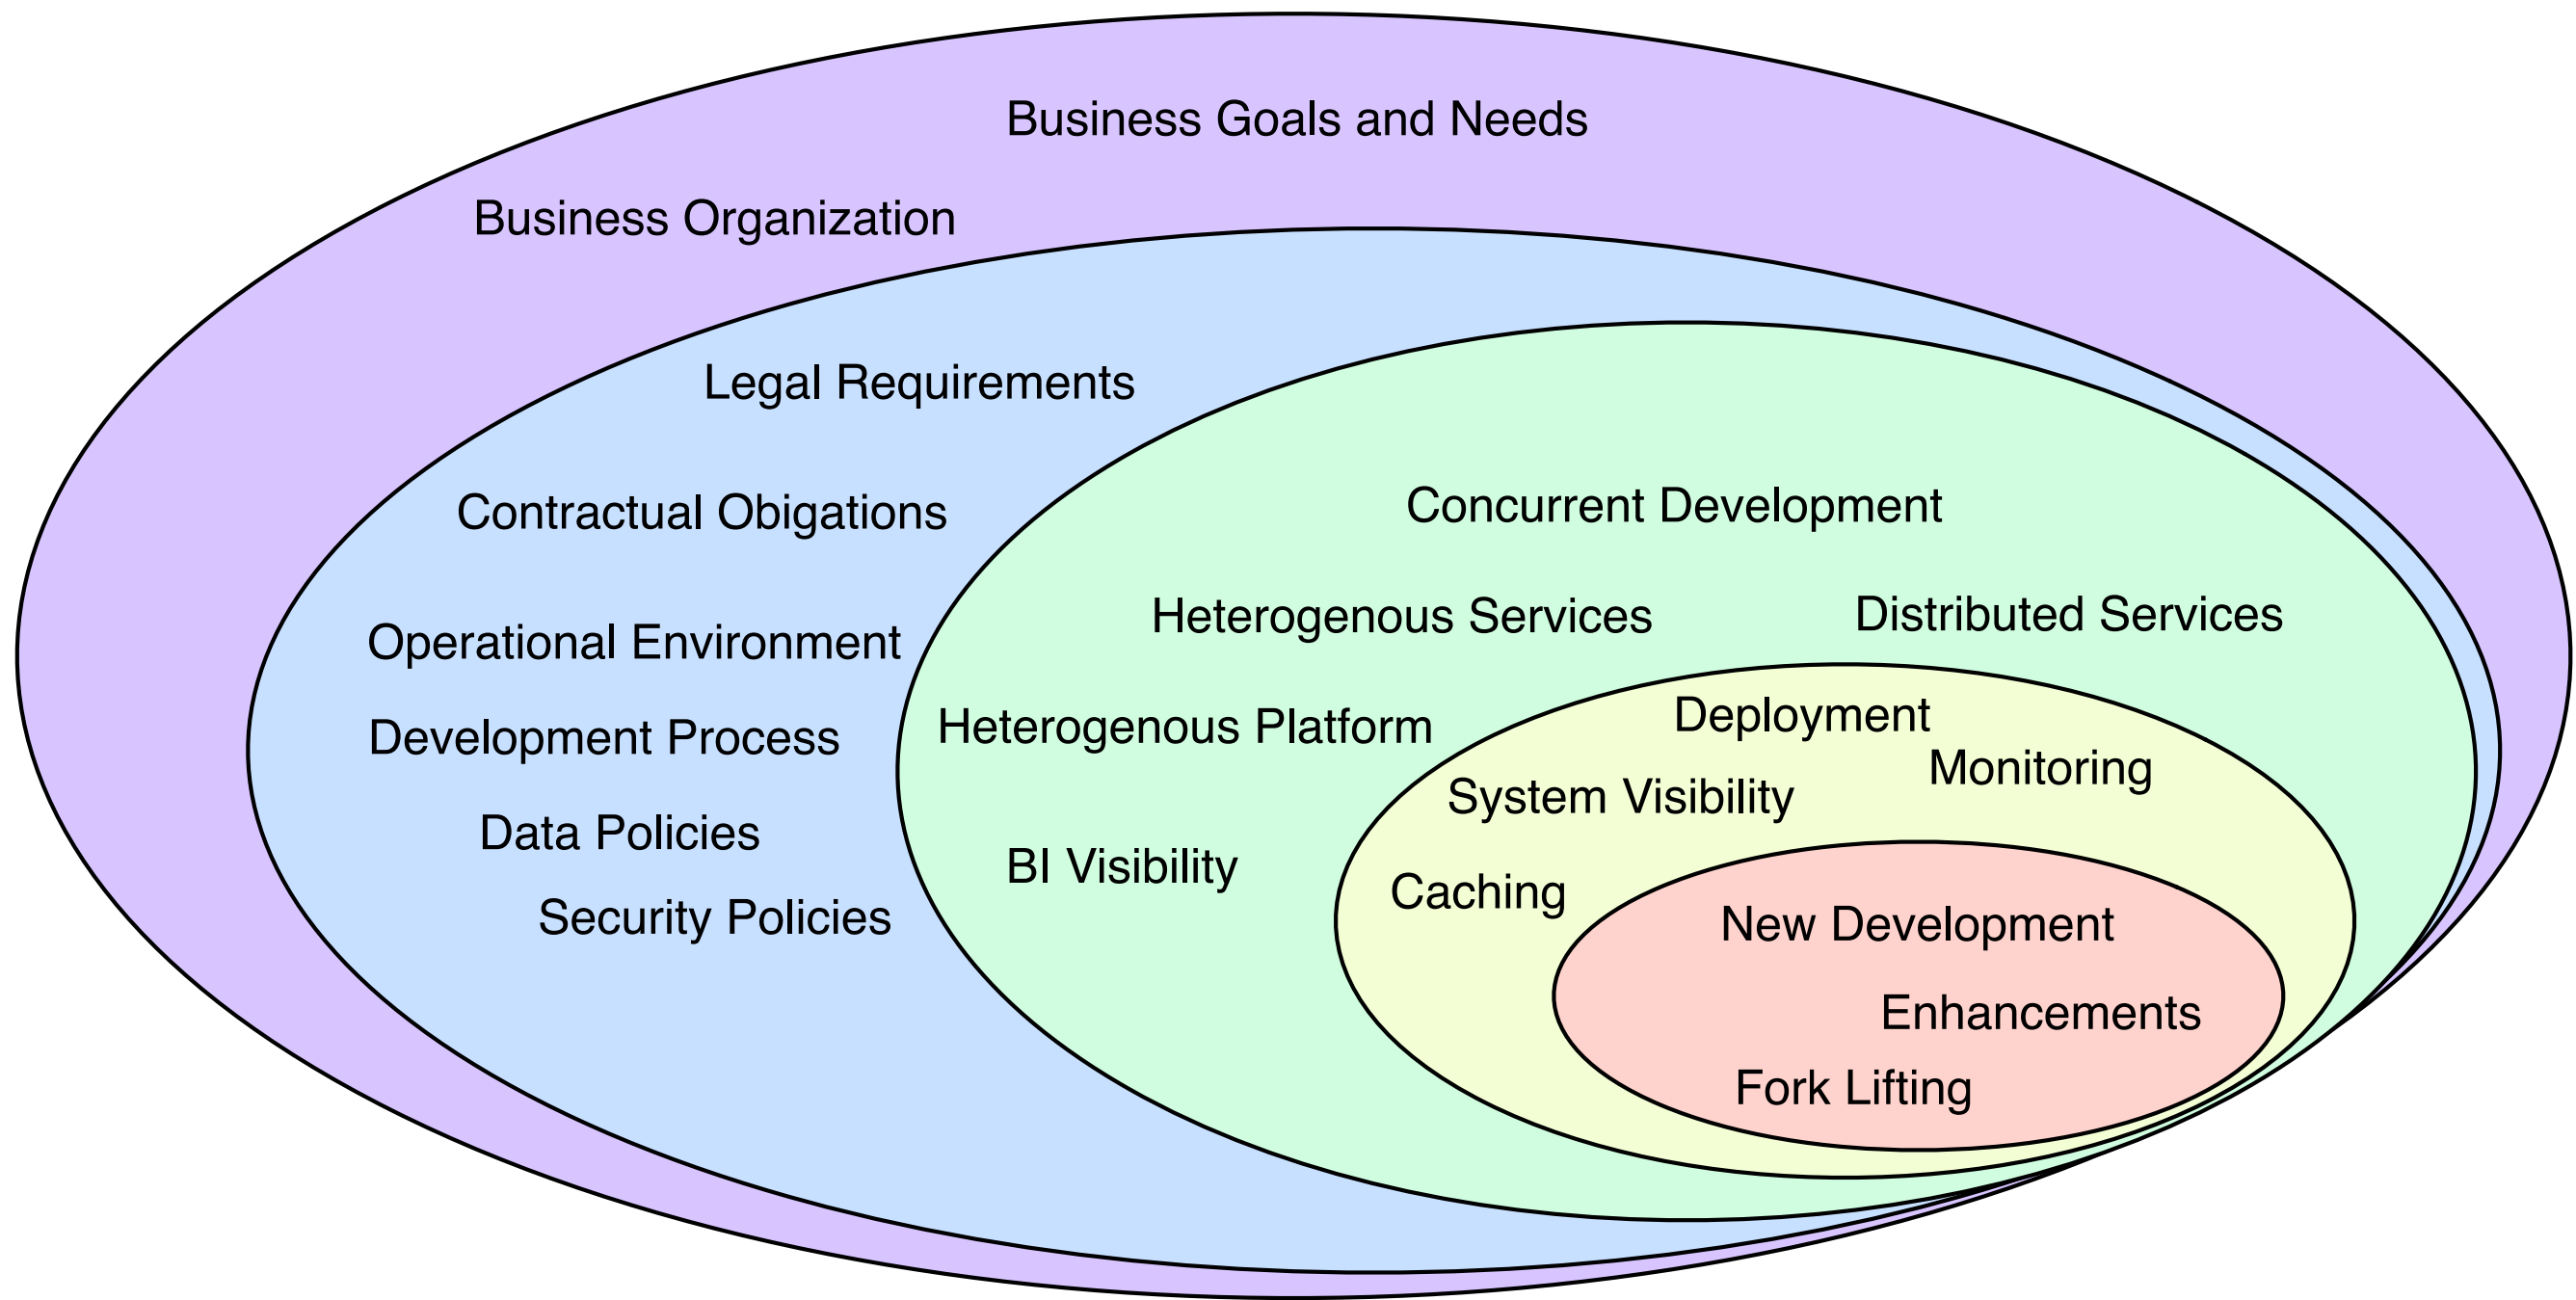 Business Goals and Needs
Business Organization
Legal Requirements
Contractual Obigations
Operational Environment
Development Process
Data Policies
Security Policies
Concurrent Development
Heterogenous Services
Distributed Services
Heterogenous Platform
BI Visibility
Deployment
Monitoring
System Visibility
Caching
New Development
Enhancements
Fork Lifting